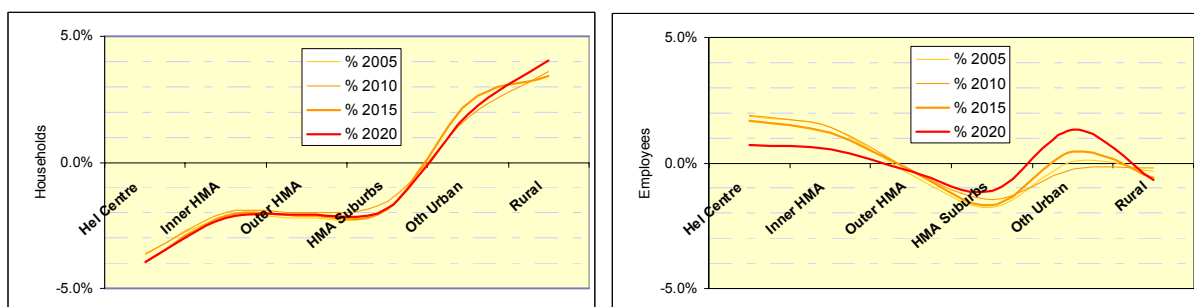 5.0%
% 2005
% 2010
% 2015
% 2020
0.0%
-5.0%
Households
Hel Centre
Inner HMA
Outer HMA
HMA Suburbs
Oth Urban
Rural
5.0%
% 2005
% 2010
% 2015
% 2020
0.0%
-5.0%
Employees
Hel Centre
Inner HMA
Outer HMA
HMA Suburbs
Oth Urban
Rural